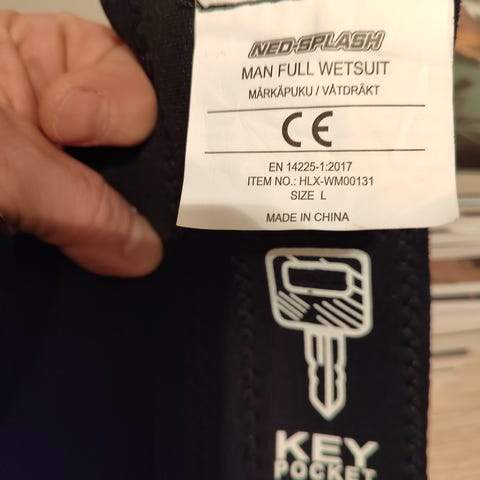 NEO-SPLASH
MAN FULL WETSUIT
MÄRKÄPUKU / VÅTDRÄKT
CE
EN 14225-1:2017
ITEM NO.: HLX-WM00131
SIZE L
MADE IN CHINA
KEY
POCKET